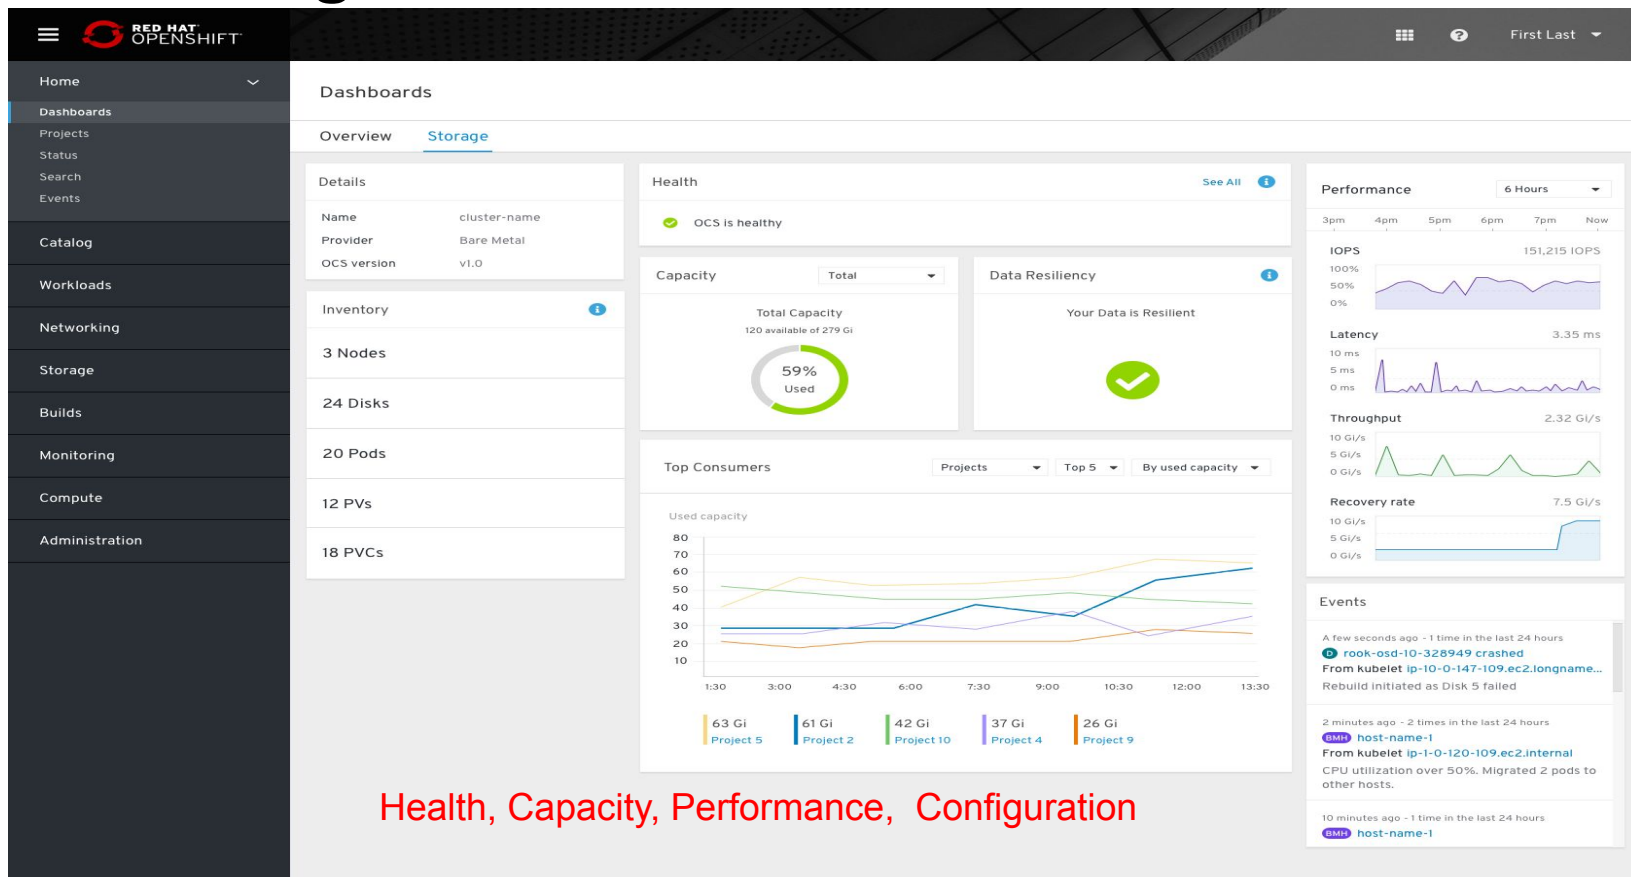 RED HAT
OPENSHIFT
First Last
Home
Dashboards
Projects
Status
Search
Events
Catalog
Workloads
Networking
Storage
Builds
Monitoring
Compute
Administration
Dashboards
Overview Storage
Details
Name cluster-name
Provider Bare Metal
OCS version v1.0
Inventory
3 Nodes
24 Disks
20 Pods
12 PVs
18 PVCs
Health See All
OCS is healthy
Capacity Total
Total Capacity
120 available of 279 Gi
59%
Used
Data Resiliency
Your Data is Resilient
Top Consumers Projects Top 5 By used capacity
Used capacity
80
70
60
50
40
30
20
10
1:30 3:00 4:30 6:00 7:30 9:00 10:30 12:00 13:30
63 Gi 61 Gi 42 Gi 37 Gi 26 Gi
Project 5 Project 2 Project 10 Project 4 Project 9
Performance 6 Hours
3pm 4pm 5pm 6pm 7pm Now
IOPS 151,215 IOPS
100%
50%
0%
Latency 3.35 ms
10 ms
5 ms
0 ms
Throughput 2.32 Gi/s
10 Gi/s
5 Gi/s
0 Gi/s
Recovery rate 7.5 Gi/s
10 Gi/s
5 Gi/s
0 Gi/s
Events
A few seconds ago - 1 time in the last 24 hours
D rook-osd-10-328949 crashed
From kubelet ip-10-0-147-109.ec2.longname...
Rebuild initiated as Disk 5 failed
2 minutes ago - 2 times in the last 24 hours
BMH host-name-1
From kubelet ip-1-0-120-109.ec2.internal
CPU utilization over 50%. Migrated 2 pods to
other hosts.
10 minutes ago - 1 time in the last 24 hours
BMH host-name-1
Health, Capacity, Performance, Configuration